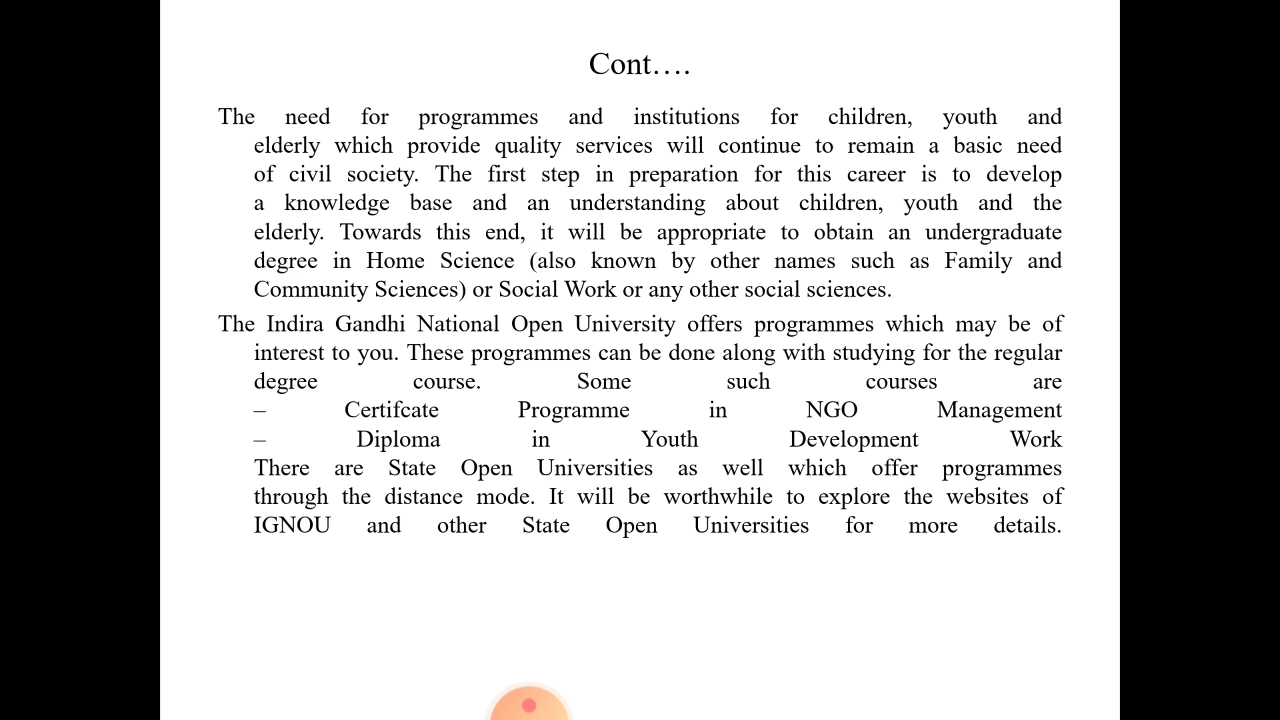 Cont….
The need for programmes and institutions for children, youth and
elderly which provide quality services will continue to remain a basic need
of civil society. The first step in preparation for this career is to develop
a knowledge base and an understanding about children, youth and the
elderly. Towards this end, it will be appropriate to obtain an undergraduate
degree in Home Science (also known by other names such as Family and
Community Sciences) or Social Work or any other social sciences.
The Indira Gandhi National Open University offers programmes which may be of
interest to you. These programmes can be done along with studying for the regular
degree course. Some such courses are
– Certifcate Programme in NGO Management
– Diploma in Youth Development Work
There are State Open Universities as well which offer programmes
through the distance mode. It will be worthwhile to explore the websites of
IGNOU and other State Open Universities for more details.